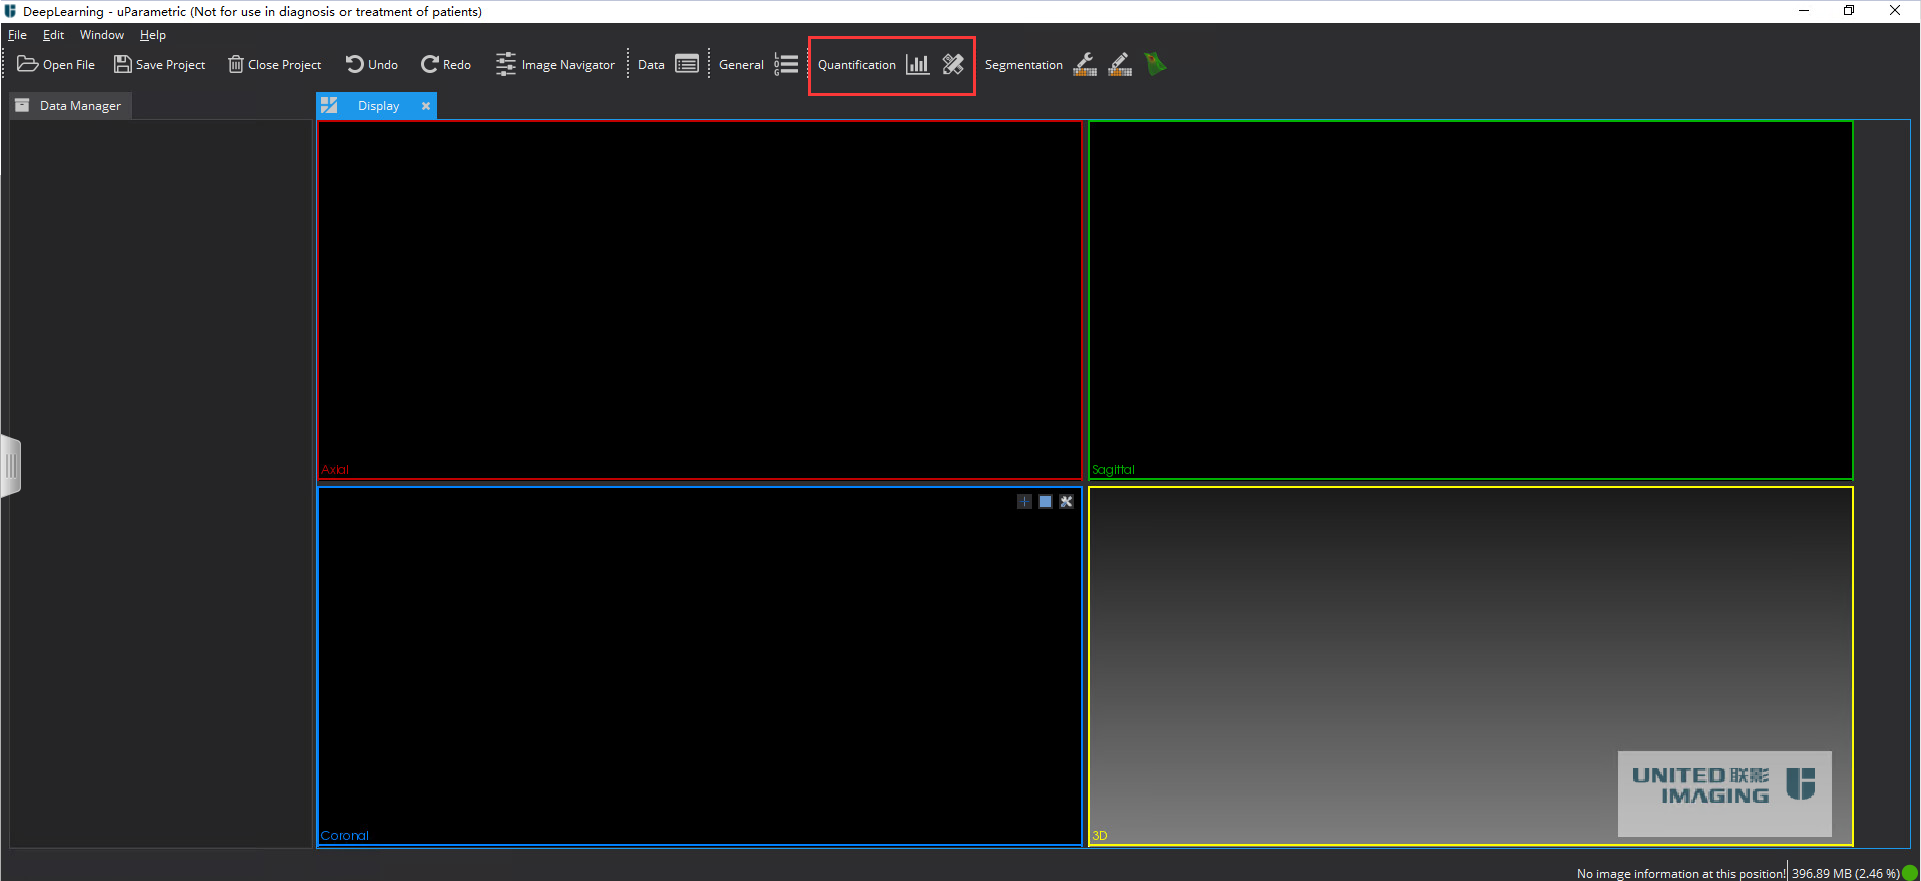 DeepLearning - uParametric (Not for use in diagnosis or treatment of patients)
File Edit Window Help
Open File Save Project Close Project Undo Redo Image Navigator Data General LOG Quantification Segmentation
Data Manager Display
Axial
Sagittal
Coronal
3D
UNITED 联影
IMAGING
No image information at this position! 396.89 MB (2.46 %)